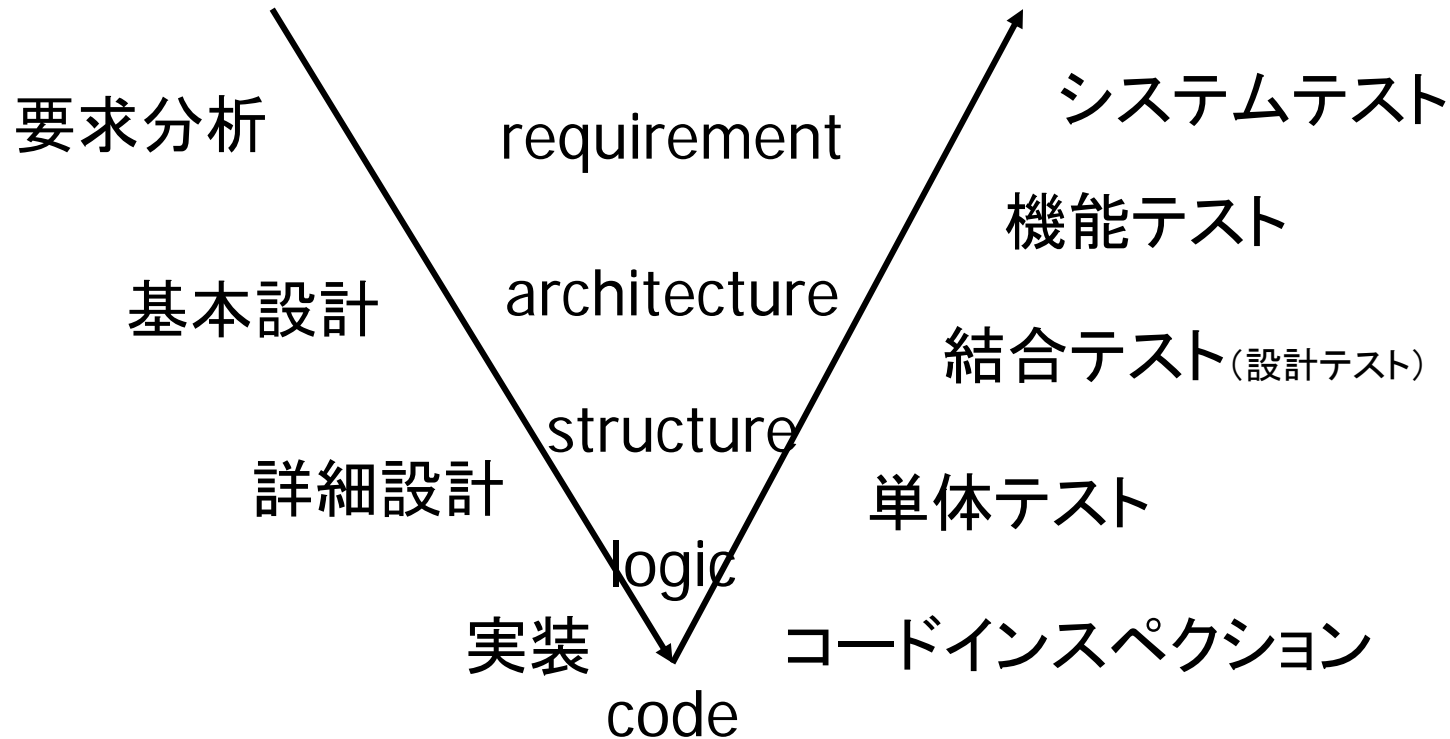 システムテスト
要求分析
requirement
機能テスト
architecture
基本設計
結合テスト(設計テスト)
structure
詳細設計
単体テスト
logic
実装
コードインスペクション
code